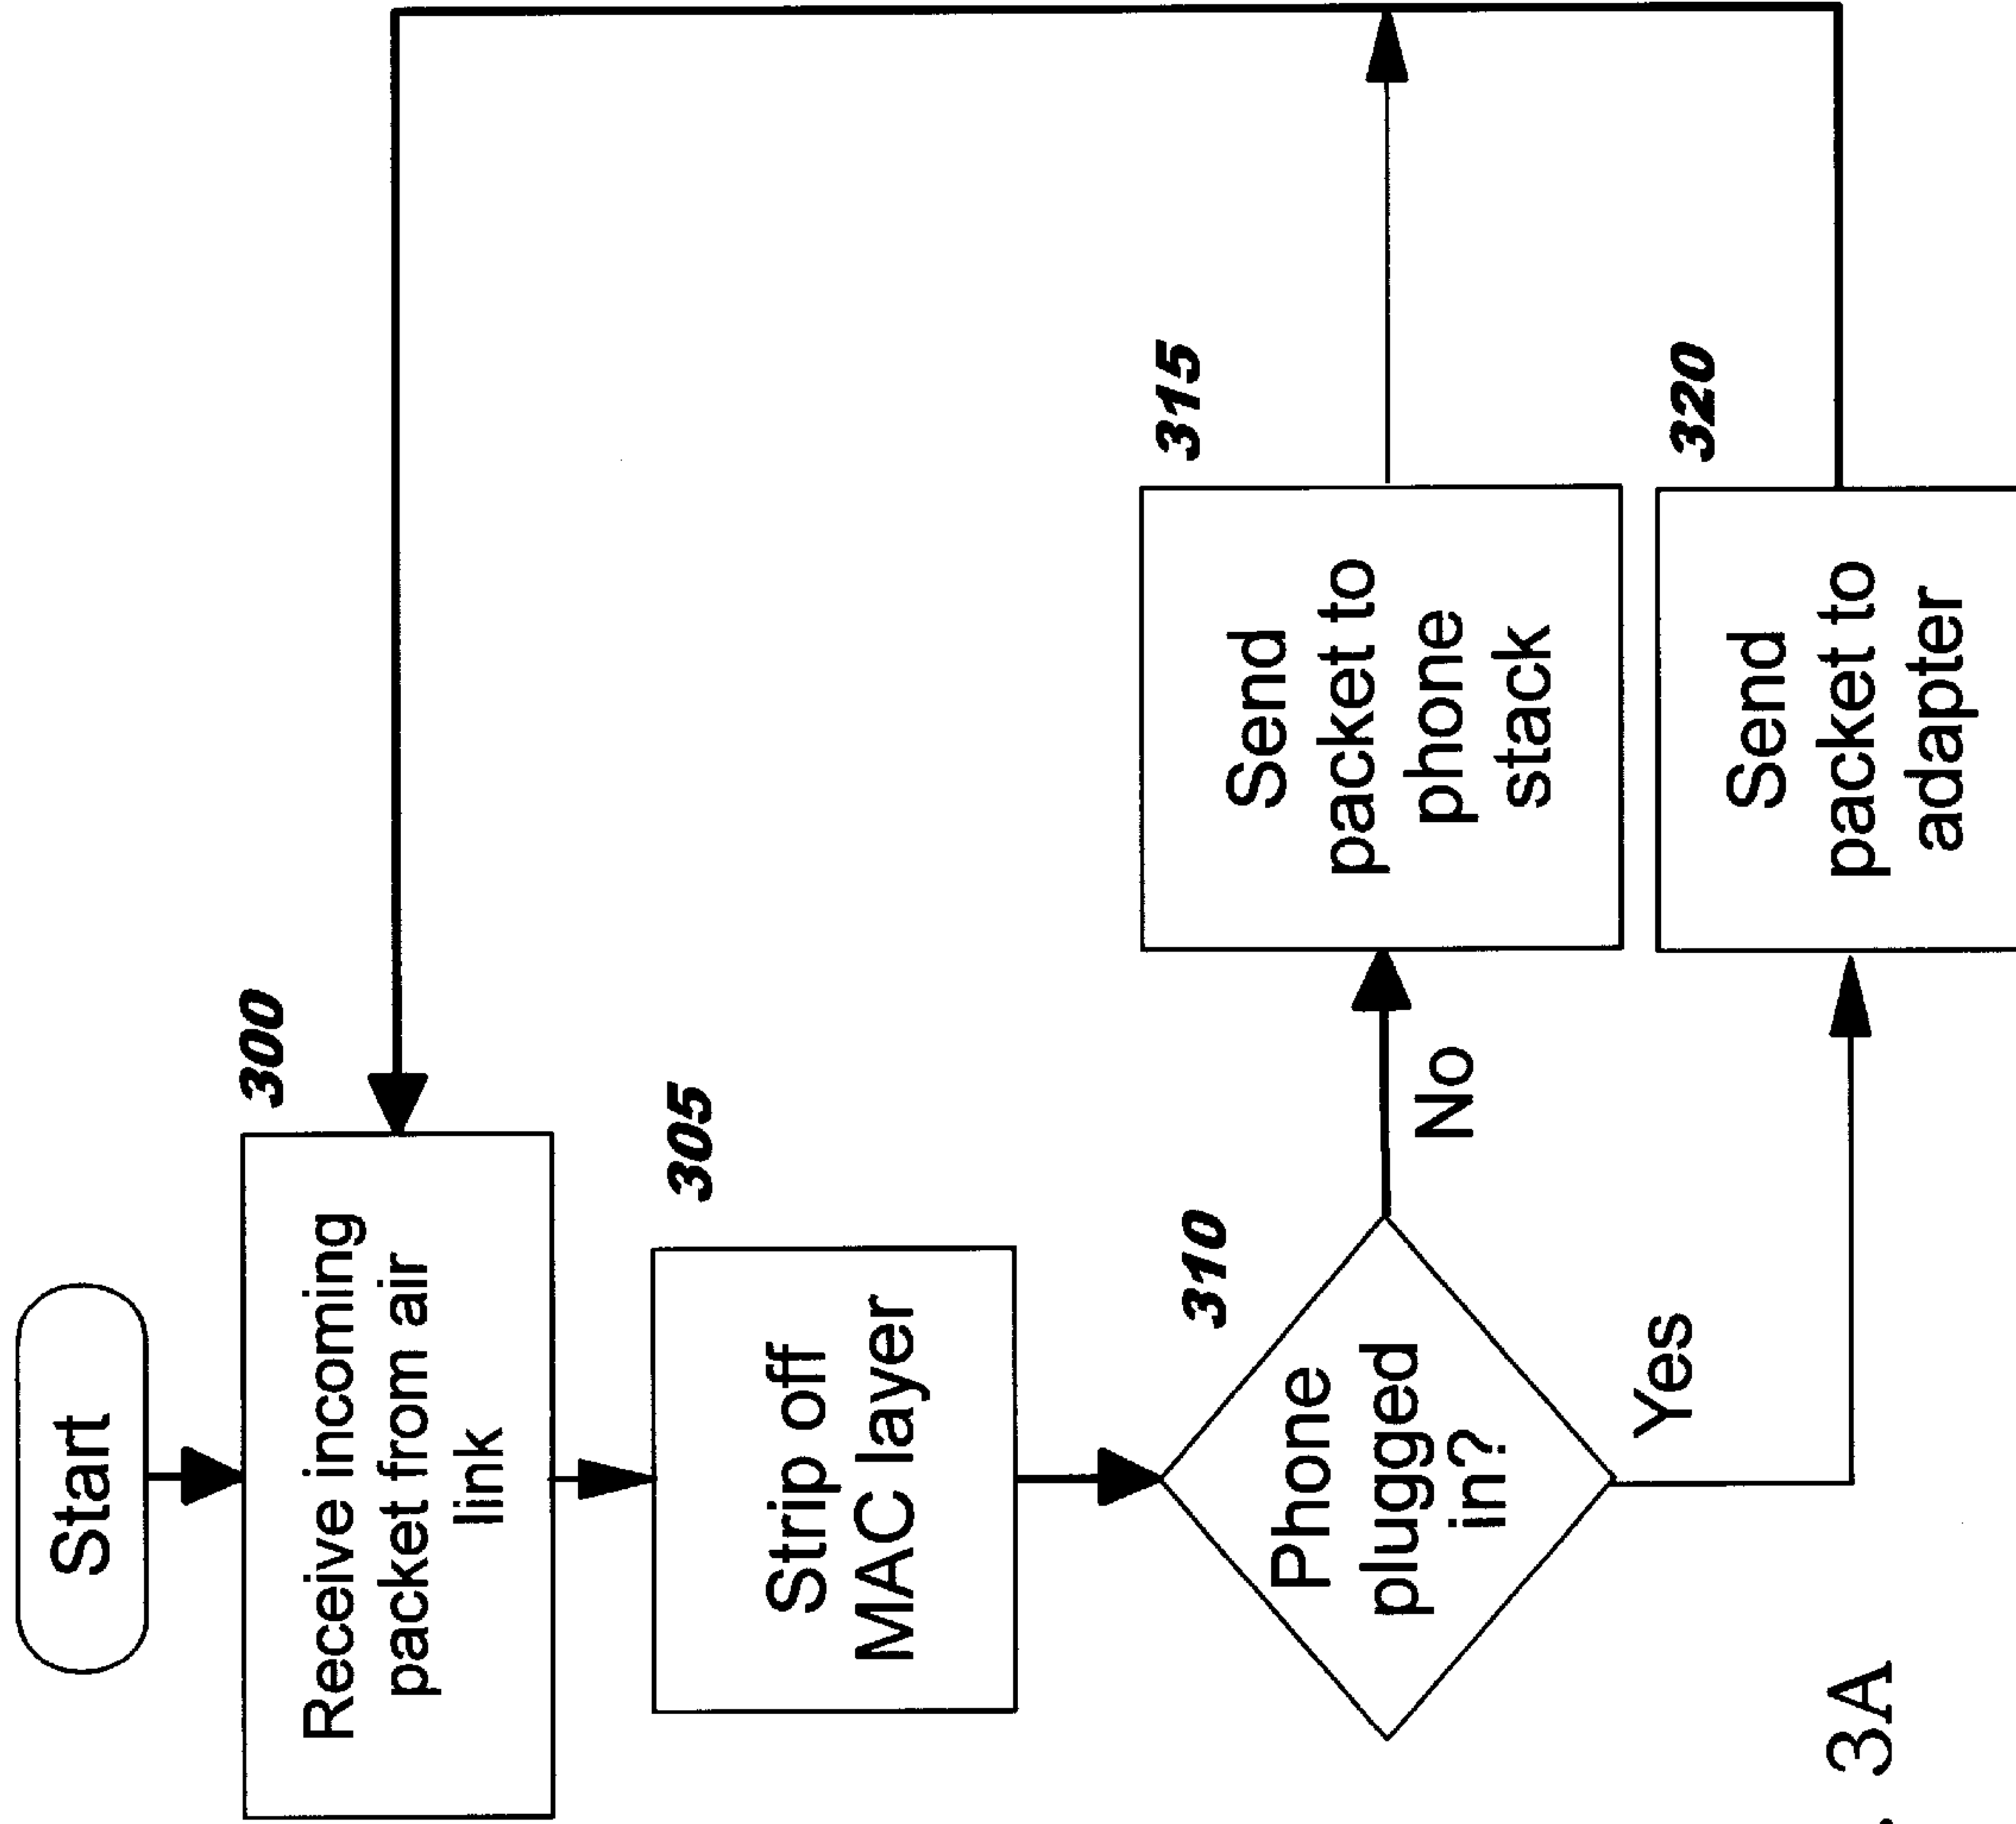 Start
300
Receive incoming
packet from air
link
305
Strip off
MAC layer
310
Phone
plugged
in?
No
Yes
315
Send
packet to
phone
stack
320
Send
packet to
adapter
. 3A